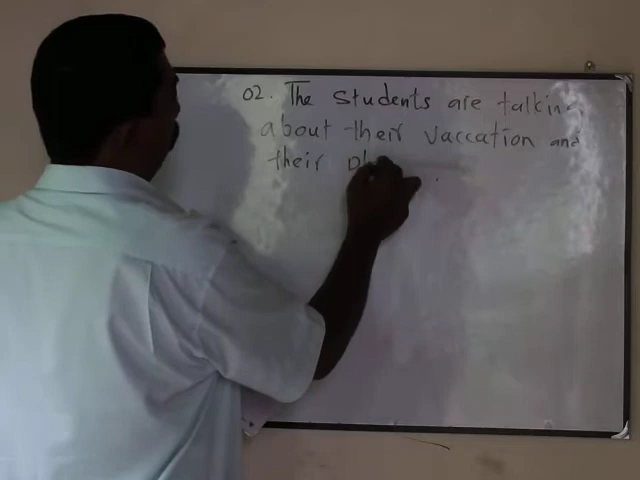 02. The students are talking
about their vaccation and
their pl